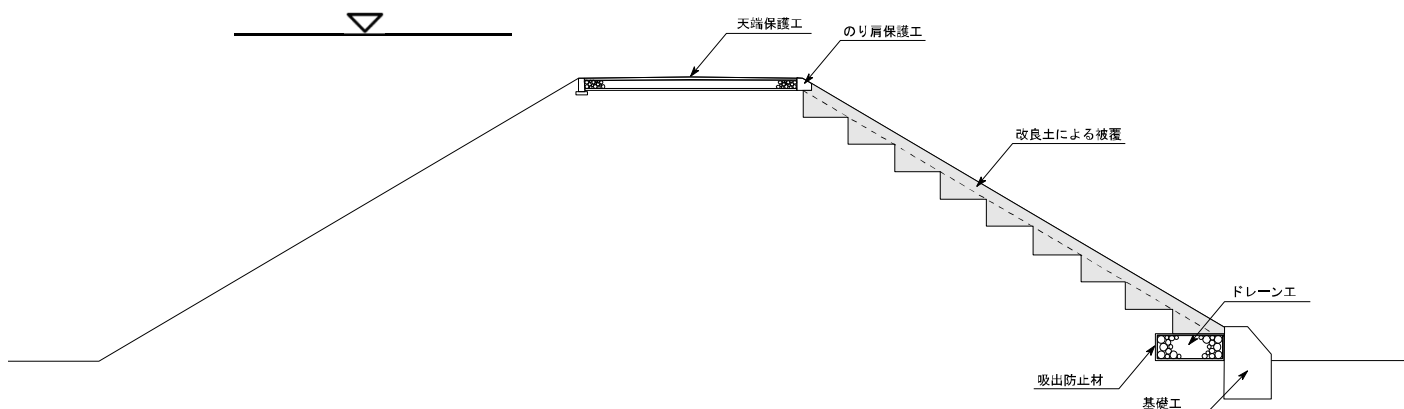 天端保護工
のり肩保護工
改良土による被覆
ドレーン工
吸出防止材
基礎工